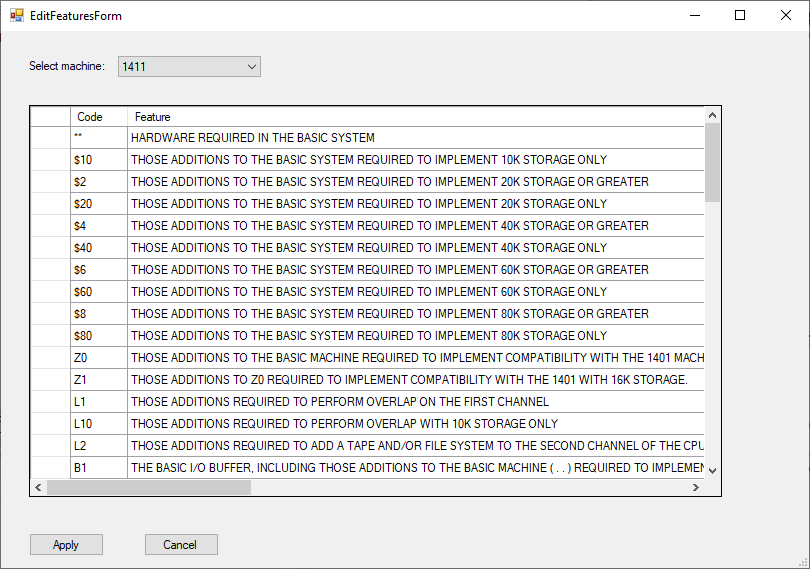 EditFeaturesForm
Select machine: 1411
Code Feature
** HARDWARE REQUIRED IN THE BASIC SYSTEM
$10 THOSE ADDITIONS TO THE BASIC SYSTEM REQUIRED TO IMPLEMENT 10K STORAGE ONLY
$2 THOSE ADDITIONS TO THE BASIC SYSTEM REQUIRED TO IMPLEMENT 20K STORAGE OR GREATER
$20 THOSE ADDITIONS TO THE BASIC SYSTEM REQUIRED TO IMPLEMENT 20K STORAGE ONLY
$4 THOSE ADDITIONS TO THE BASIC SYSTEM REQUIRED TO IMPLEMENT 40K STORAGE OR GREATER
$40 THOSE ADDITIONS TO THE BASIC SYSTEM REQUIRED TO IMPLEMENT 40K STORAGE ONLY
$6 THOSE ADDITIONS TO THE BASIC SYSTEM REQUIRED TO IMPLEMENT 60K STORAGE OR GREATER
$60 THOSE ADDITIONS TO THE BASIC SYSTEM REQUIRED TO IMPLEMENT 60K STORAGE ONLY
$8 THOSE ADDITIONS TO THE BASIC SYSTEM REQUIRED TO IMPLEMENT 80K STORAGE OR GREATER
$80 THOSE ADDITIONS TO THE BASIC SYSTEM REQUIRED TO IMPLEMENT 80K STORAGE ONLY
Z0 THOSE ADDITIONS TO THE BASIC MACHINE REQUIRED TO IMPLEMENT COMPATIBILITY WITH THE 1401 MACH
Z1 THOSE ADDITIONS TO Z0 REQUIRED TO IMPLEMENT COMPATIBILITY WITH THE 1401 WITH 16K STORAGE.
L1 THOSE ADDITIONS REQUIRED TO PERFORM OVERLAP ON THE FIRST CHANNEL
L10 THOSE ADDITIONS REQUIRED TO PERFORM OVERLAP WITH 10K STORAGE ONLY
L2 THOSE ADDITIONS REQUIRED TO ADD A TAPE AND/OR FILE SYSTEM TO THE SECOND CHANNEL OF THE CPU
B1 THE BASIC I/O BUFFER, INCLUDING THOSE ADDITIONS TO THE BASIC MACHINE ( . . ) REQUIRED TO IMPLEMEN
Apply Cancel